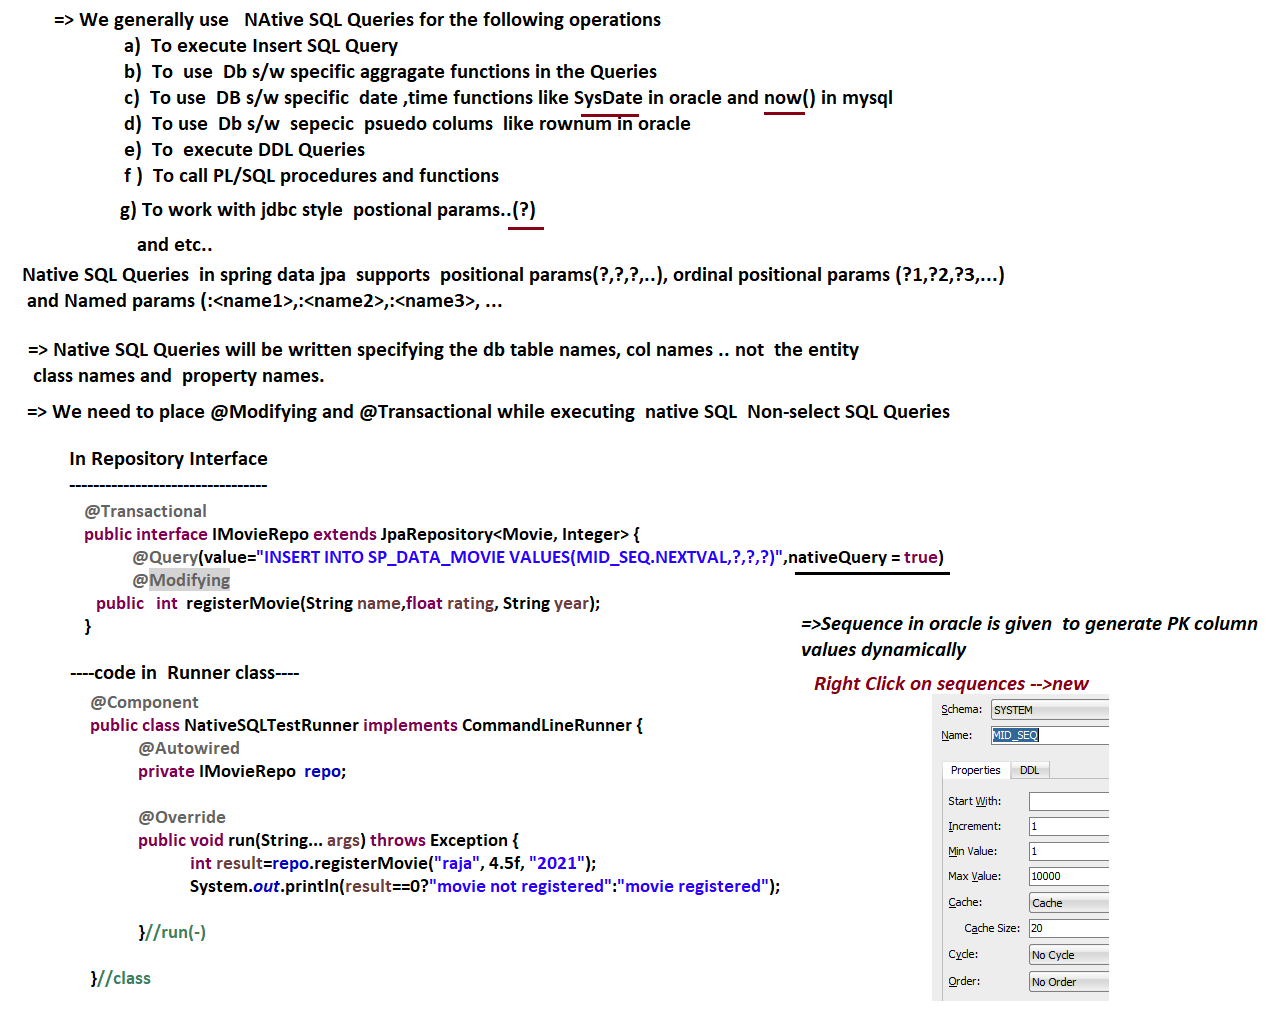 => We generally use   NAtive SQL Queries for the following operations
a)  To execute Insert SQL Query
b)  To  use  Db s/w specific aggragate functions in the Queries
c)  To use  DB s/w specific  date ,time functions like SysDate in oracle and now() in mysql
d)  To use  Db s/w  sepecic  psuedo colums  like rownum in oracle
e)  To  execute DDL Queries
f )  To call PL/SQL procedures and functions
g) To work with jdbc style  postional params..(?)
and etc..
Native SQL Queries  in spring data jpa  supports  positional params(?,?,?,..), ordinal positional params (?1,?2,?3,...)
and Named params (:<name1>,:<name2>,:<name3>, ...
=> Native SQL Queries will be written specifying the db table names, col names .. not  the entity
class names and  property names.
=> We need to place @Modifying and @Transactional while executing  native SQL  Non-select SQL Queries
In Repository Interface
---------------------------------
@Transactional
public interface IMovieRepo extends JpaRepository<Movie, Integer> {
@Query(value="INSERT INTO SP_DATA_MOVIE VALUES(MID_SEQ.NEXTVAL,?,?,?)",nativeQuery = true)
@Modifying
public  int  registerMovie(String name,float rating, String year);
}
=>Sequence in oracle is given  to generate PK column
values dynamically
Right Click on sequences -->new
----code in  Runner class----
@Component
public class NativeSQLTestRunner implements CommandLineRunner {
@Autowired
private IMovieRepo  repo;
@Override
public void run(String... args) throws Exception {
int result=repo.registerMovie("raja", 4.5f, "2021");
System.out.println(result==0?"movie not registered":"movie registered");
}//run(-)
}//class
Schema: SYSTEM
Name: MID_SEQ
Properties DDL
Start With:
Increment: 1
Min Value: 1
Max Value: 10000
Cache: Cache
Cache Size: 20
Cycle: No Cycle
Order: No Order